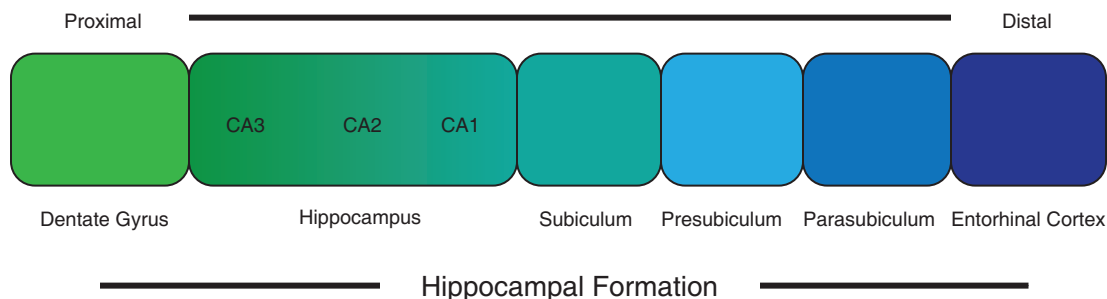 Proximal Distal
CA3 CA2 CA1
Dentate Gyrus Hippocampus Subiculum Presubiculum Parasubiculum Entorhinal Cortex
Hippocampal Formation